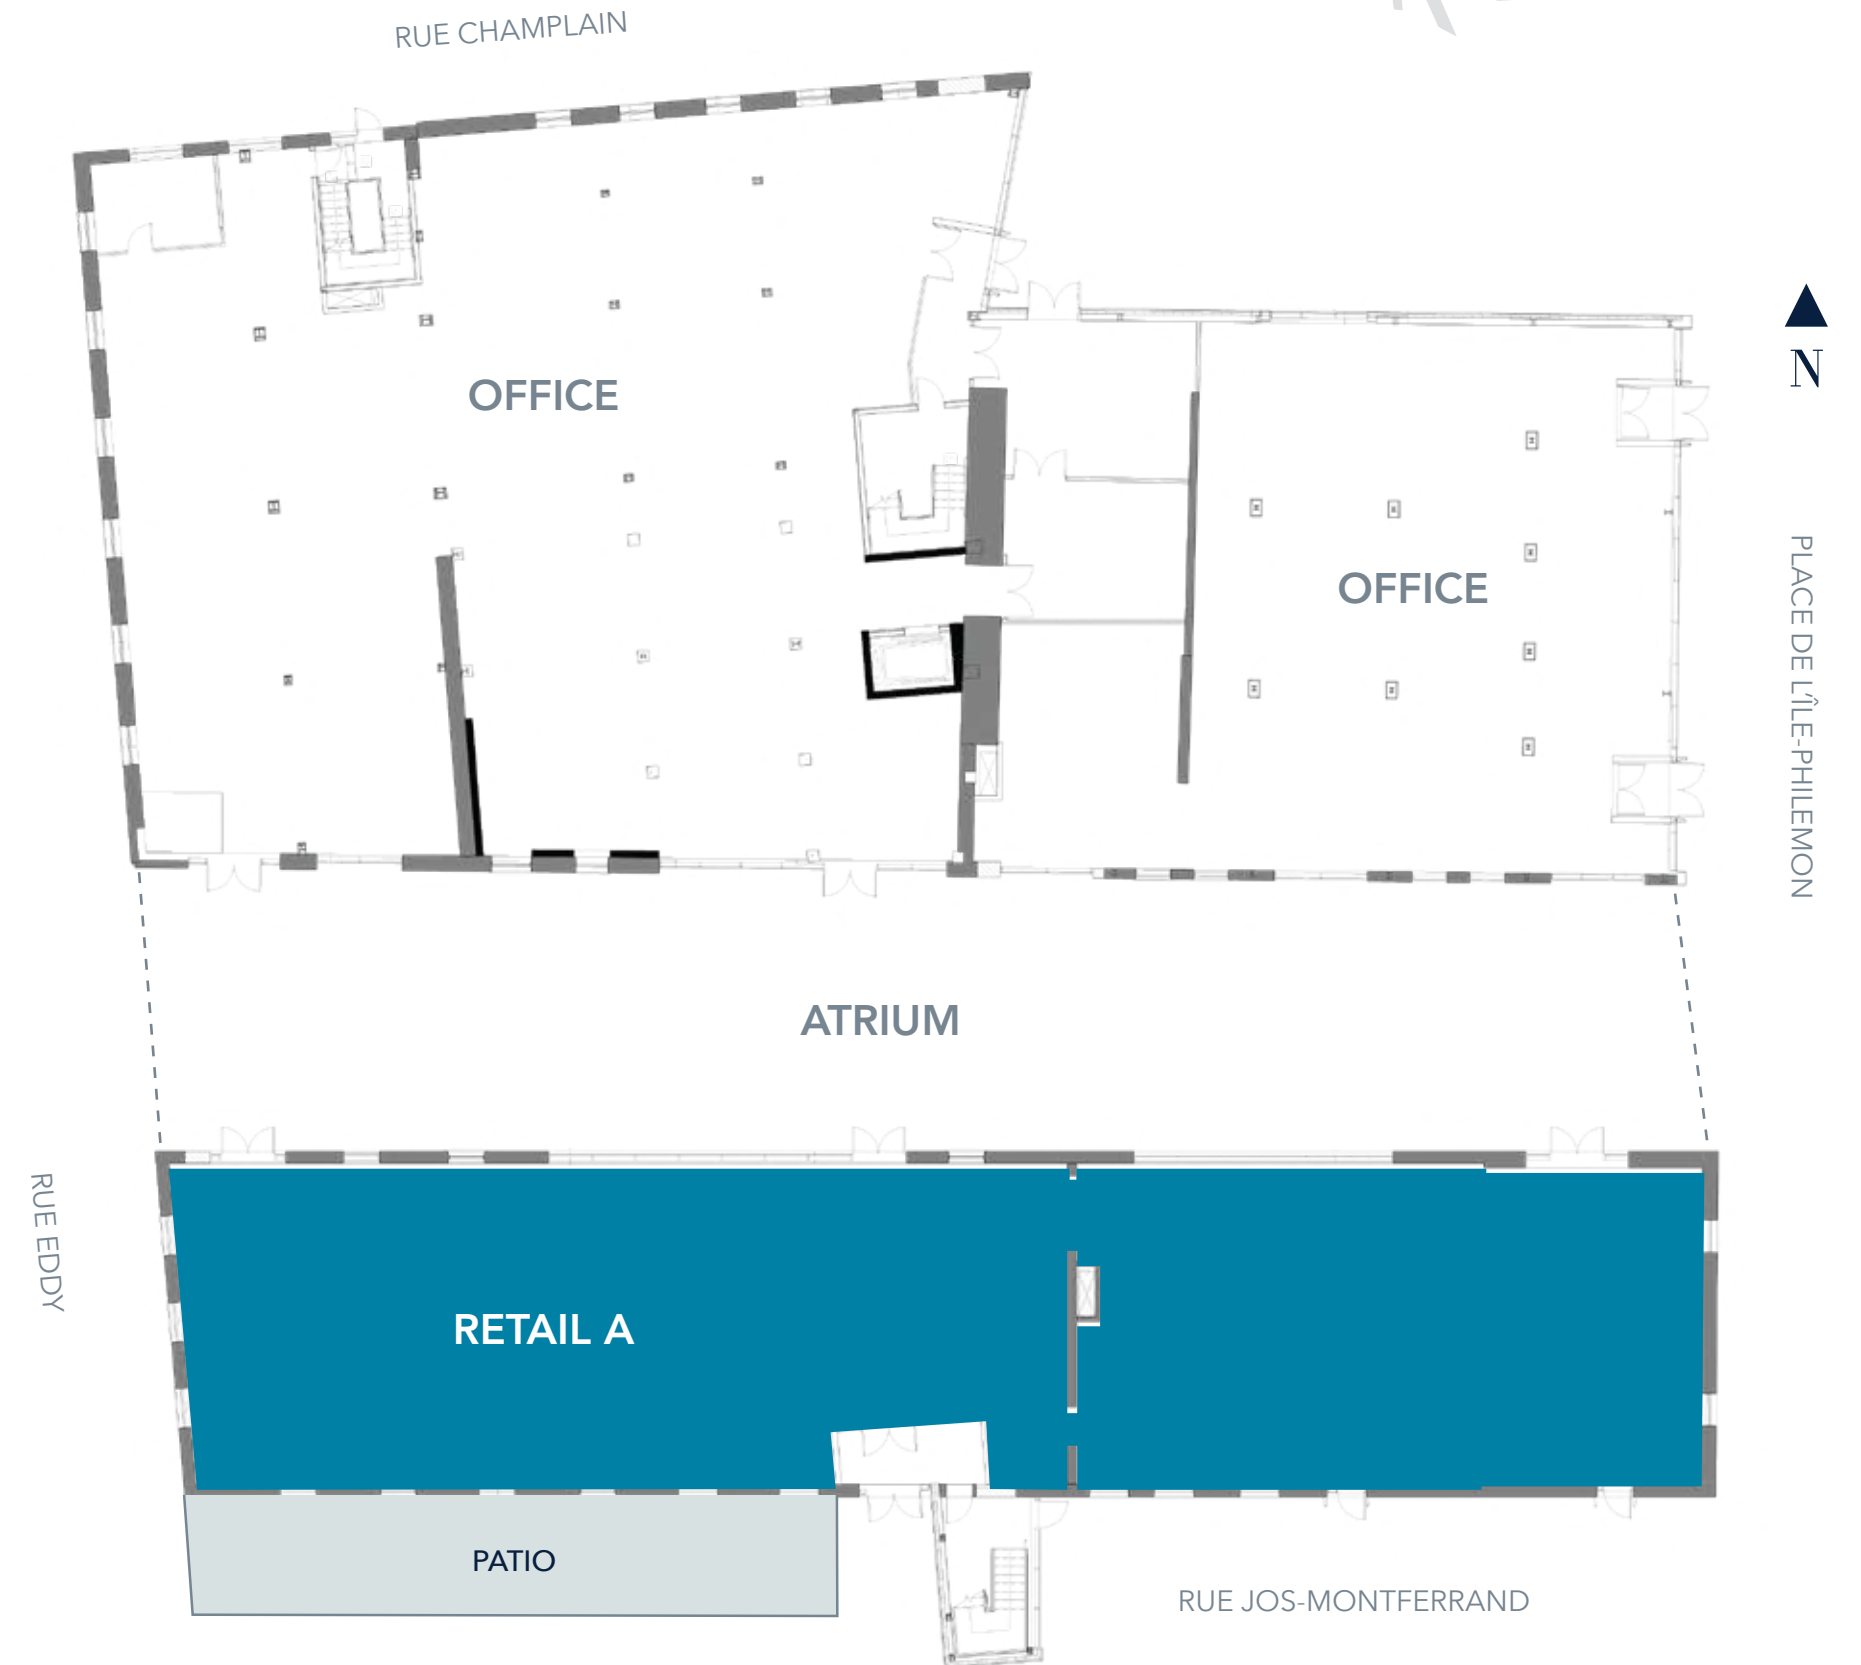 RUE CHAMPLAIN
N
OFFICE
OFFICE
PLACE DE L'ÎLE-PHILEMON
ATRIUM
RUE EDDY
RETAIL A
PATIO
RUE JOS-MONTFERRAND